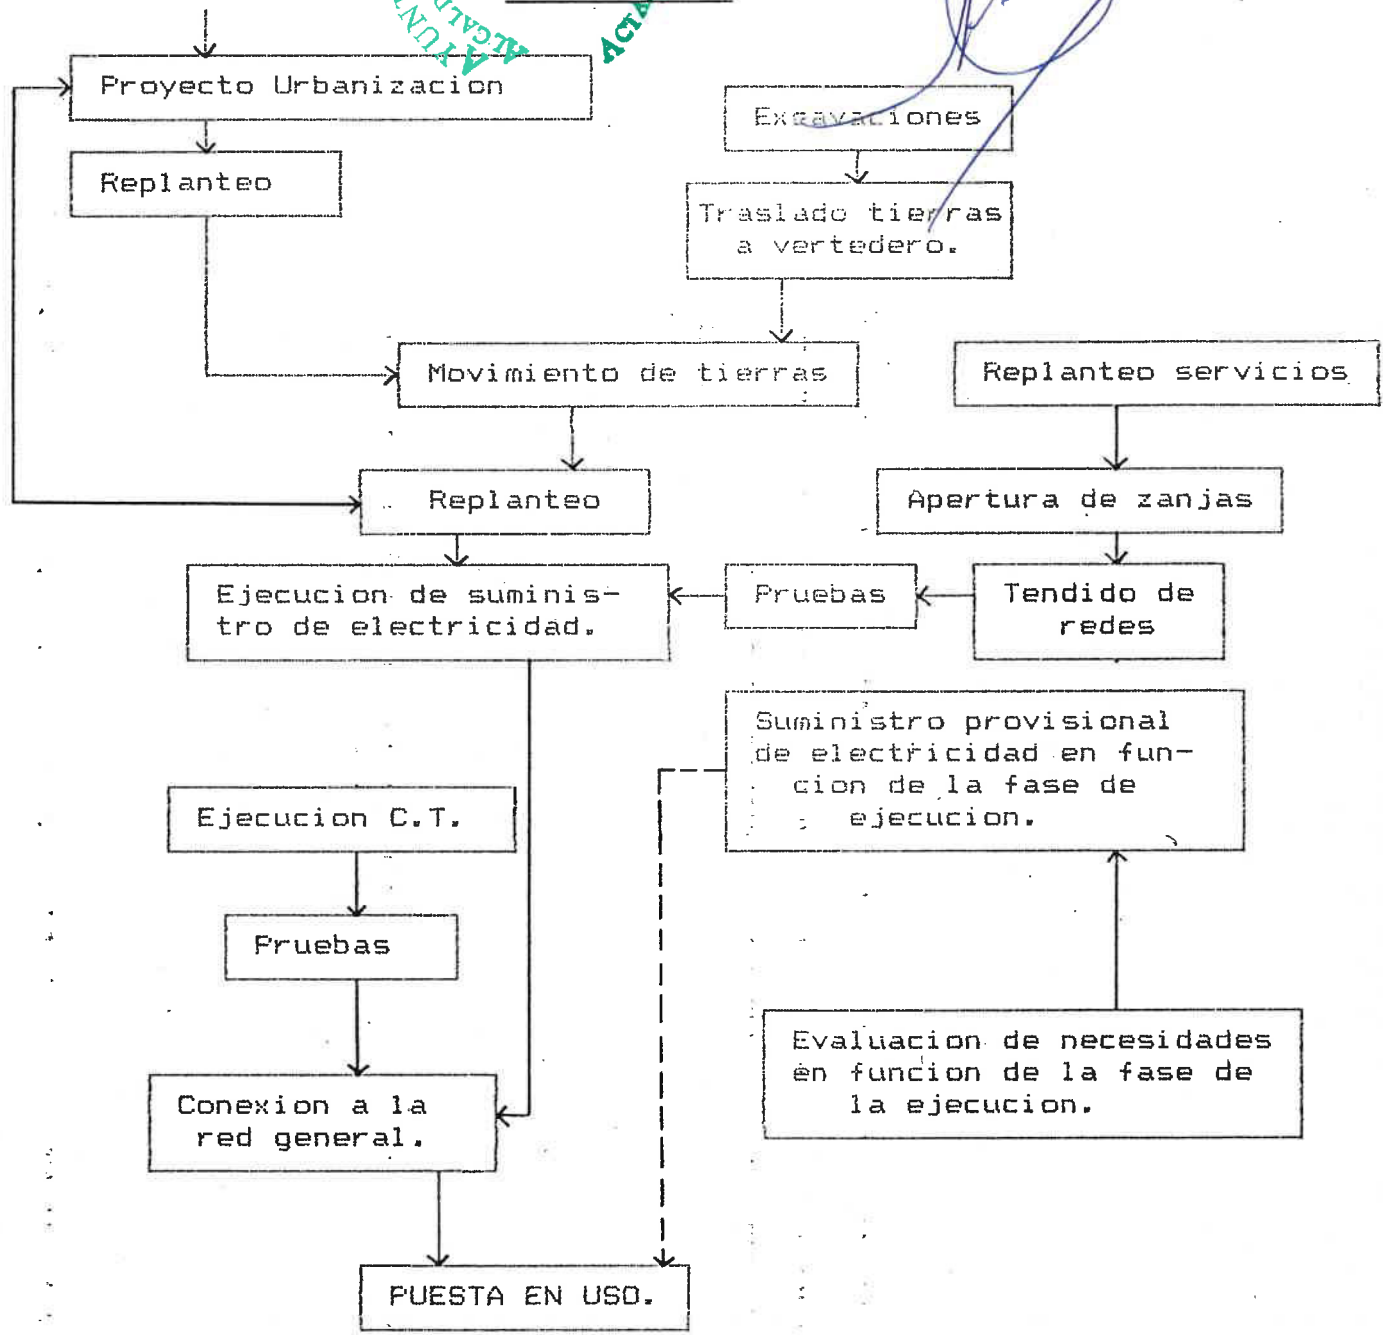 Proyecto Urbanizacion
Excavaciones
Replanteo
Traslado tierras
a vertedero.
Movimiento de tierras
Replanteo servicios
Replanteo
Apertura de zanjas
Ejecucion de suminis-
tro de electricidad.
Pruebas
Tendido de
redes
Suministro provisional
de electricidad en fun-
cion de la fase de
ejecucion.
Ejecucion C.T.
Pruebas
Evaluacion de necesidades
en funcion de la fase de
la ejecucion.
Conexion a la
red general.
PUESTA EN USO.